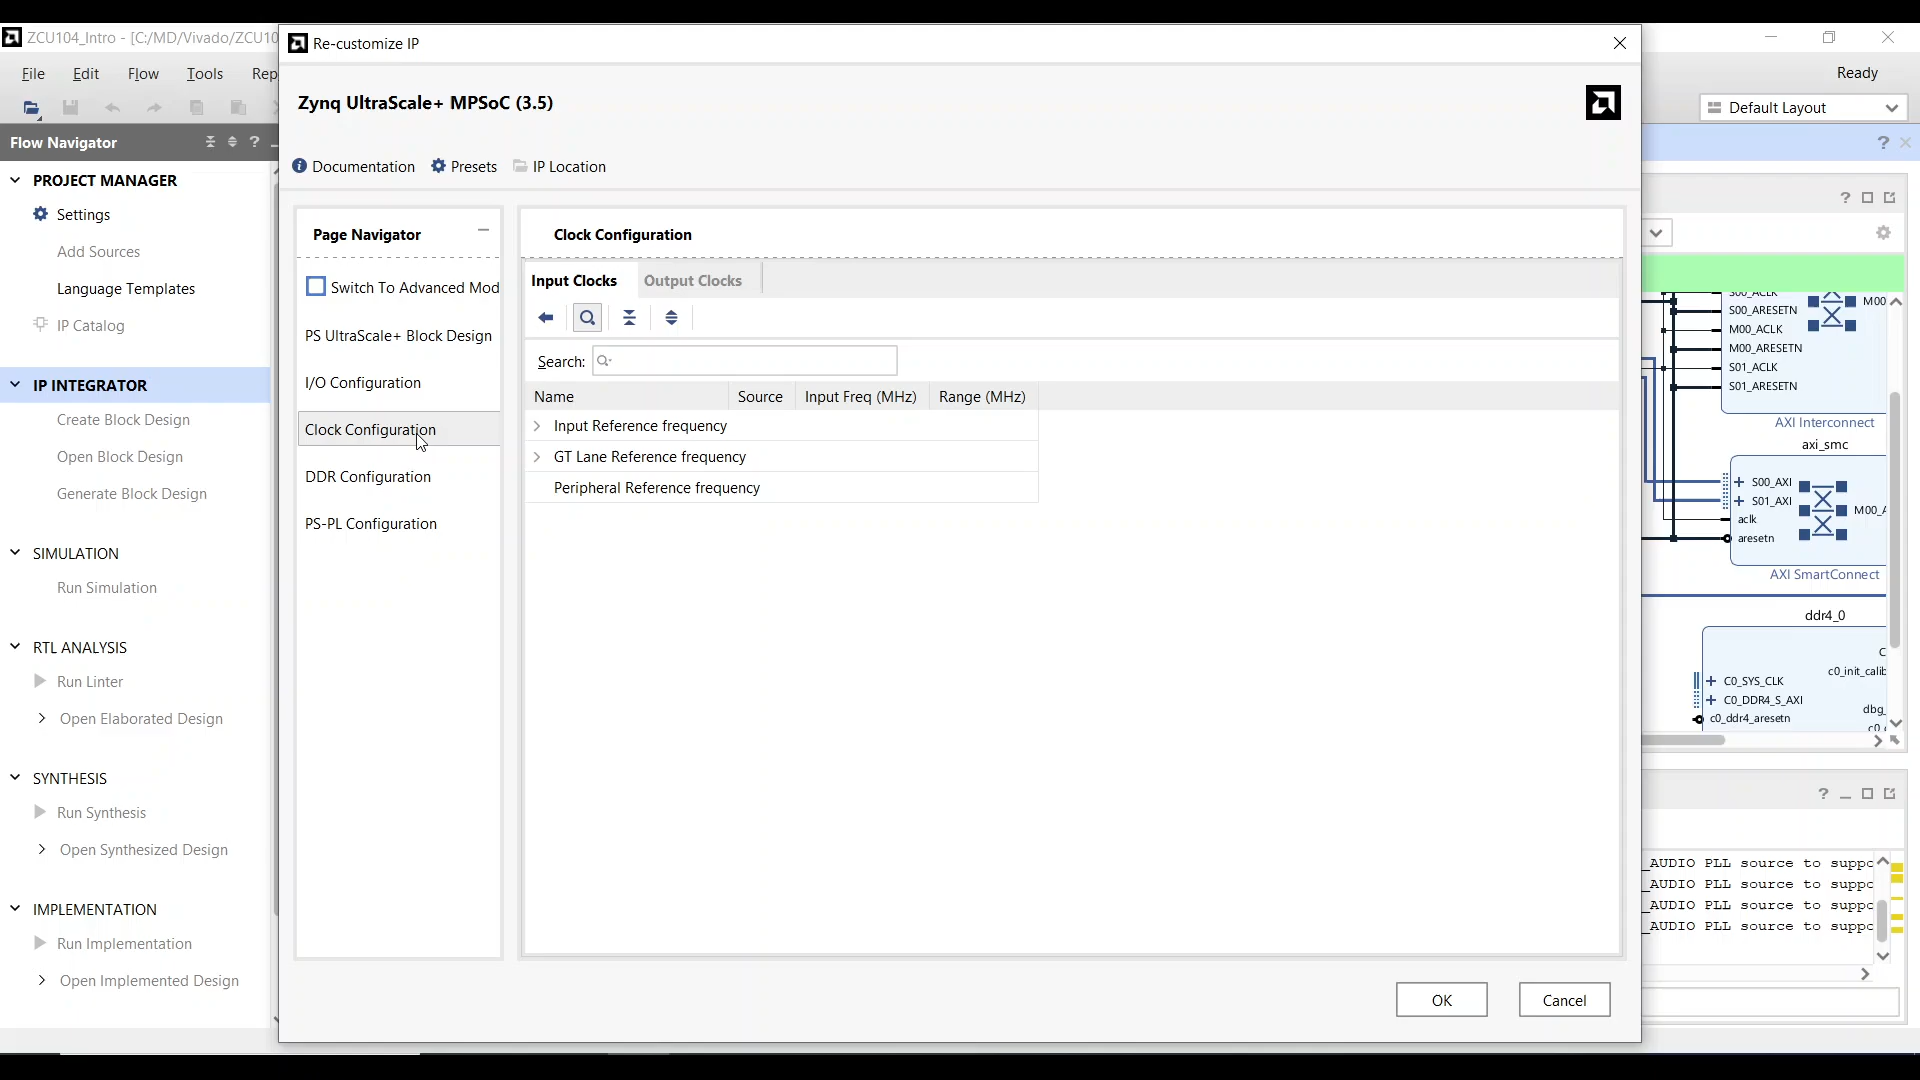 ZCU104_Intro - [C:/MD/Vivado/ZCU10
Re-customize IP
File Edit Flow Tools Rep
Ready
Zynq UltraScale+ MPSoC (3.5)
Default Layout
Flow Navigator
?
?
Documentation Presets IP Location
PROJECT MANAGER
Settings
Add Sources
Language Templates
IP Catalog
IP INTEGRATOR
Create Block Design
Open Block Design
Generate Block Design
SIMULATION
Run Simulation
RTL ANALYSIS
Run Linter
Open Elaborated Design
SYNTHESIS
Run Synthesis
Open Synthesized Design
IMPLEMENTATION
Run Implementation
Open Implemented Design
Page Navigator
Switch To Advanced Mod
PS UltraScale+ Block Design
I/O Configuration
Clock Configuration
DDR Configuration
PS-PL Configuration
Clock Configuration
Input Clocks Output Clocks
Search:
Name Source Input Freq (MHz) Range (MHz)
Input Reference frequency
GT Lane Reference frequency
Peripheral Reference frequency
OK Cancel
?
S00_ACLK
S00_ARESETN
M00_ACLK
M00_ARESETN
S01_ACLK
S01_ARESETN
M00
AXI Interconnect
axi_smc
S00_AXI
S01_AXI
aclk
aresetn
M00_A
AXI SmartConnect
ddr4_0
C0_SYS_CLK
C0_DDR4_S_AXI
c0_ddr4_aresetn
C
c0_init_calib
dbg_
?
_AUDIO PLL source to suppo
_AUDIO PLL source to suppo
_AUDIO PLL source to suppo
_AUDIO PLL source to suppo